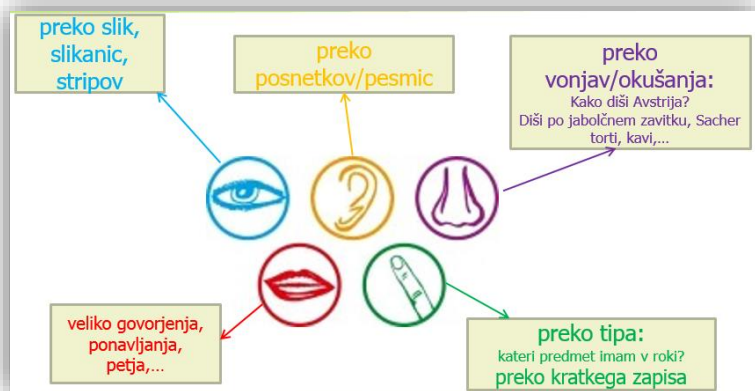 preko slik,
slikanic,
stripov
preko
posnetkov/pesmic
preko
vonjav/okušanja:
Kako diši Avstrija?
Diši po jabolčnem zavitku, Sacher
torti, kavi,...
veliko govorjenja,
ponavljanja,
petja,...
preko tipa:
kateri predmet imam v roki?
preko kratkega zapisa